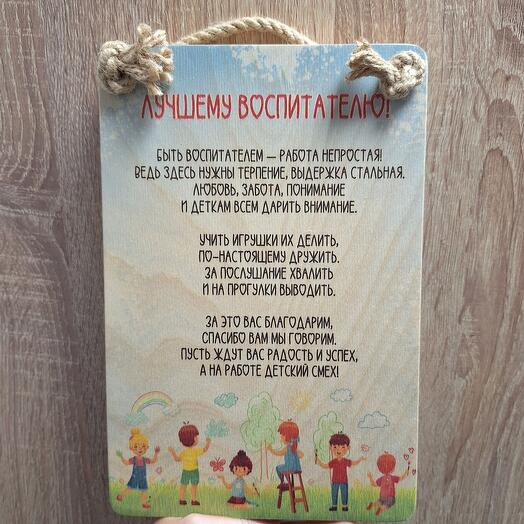 ЛУЧШЕМУ ВОСПИТАТЕЛЮ!
БЫТЬ ВОСПИТАТЕЛЕМ — РАБОТА НЕПРОСТАЯ!
ВЕДЬ ЗДЕСЬ НУЖНЫ ТЕРПЕНИЕ, ВЫДЕРЖКА СТАЛЬНАЯ.
ЛЮБОВЬ, ЗАБОТА, ПОНИМАНИЕ
И ДЕТКАМ ВСЕМ ДАРИТЬ ВНИМАНИЕ.
УЧИТЬ ИГРУШКИ ИХ ДЕЛИТЬ,
ПО-НАСТОЯЩЕМУ ДРУЖИТЬ.
ЗА ПОСЛУШАНИЕ ХВАЛИТЬ
И НА ПРОГУЛКИ ВЫВОДИТЬ.
ЗА ЭТО ВАС БЛАГОДАРИМ,
СПАСИБО ВАМ МЫ ГОВОРИМ.
ПУСТЬ ЖДУТ ВАС РАДОСТЬ И УСПЕХ,
А НА РАБОТЕ ДЕТСКИЙ СМЕХ!